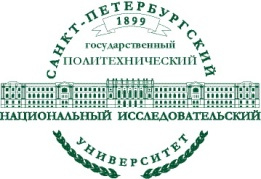 САНКТ-ПЕТЕРБУРГСКИЙ
1899
государственный
ПОЛИТЕХНИЧЕСКИЙ
НАЦИОНАЛЬНЫЙ ИССЛЕДОВАТЕЛЬСКИЙ
УНИВЕРСИТЕТ